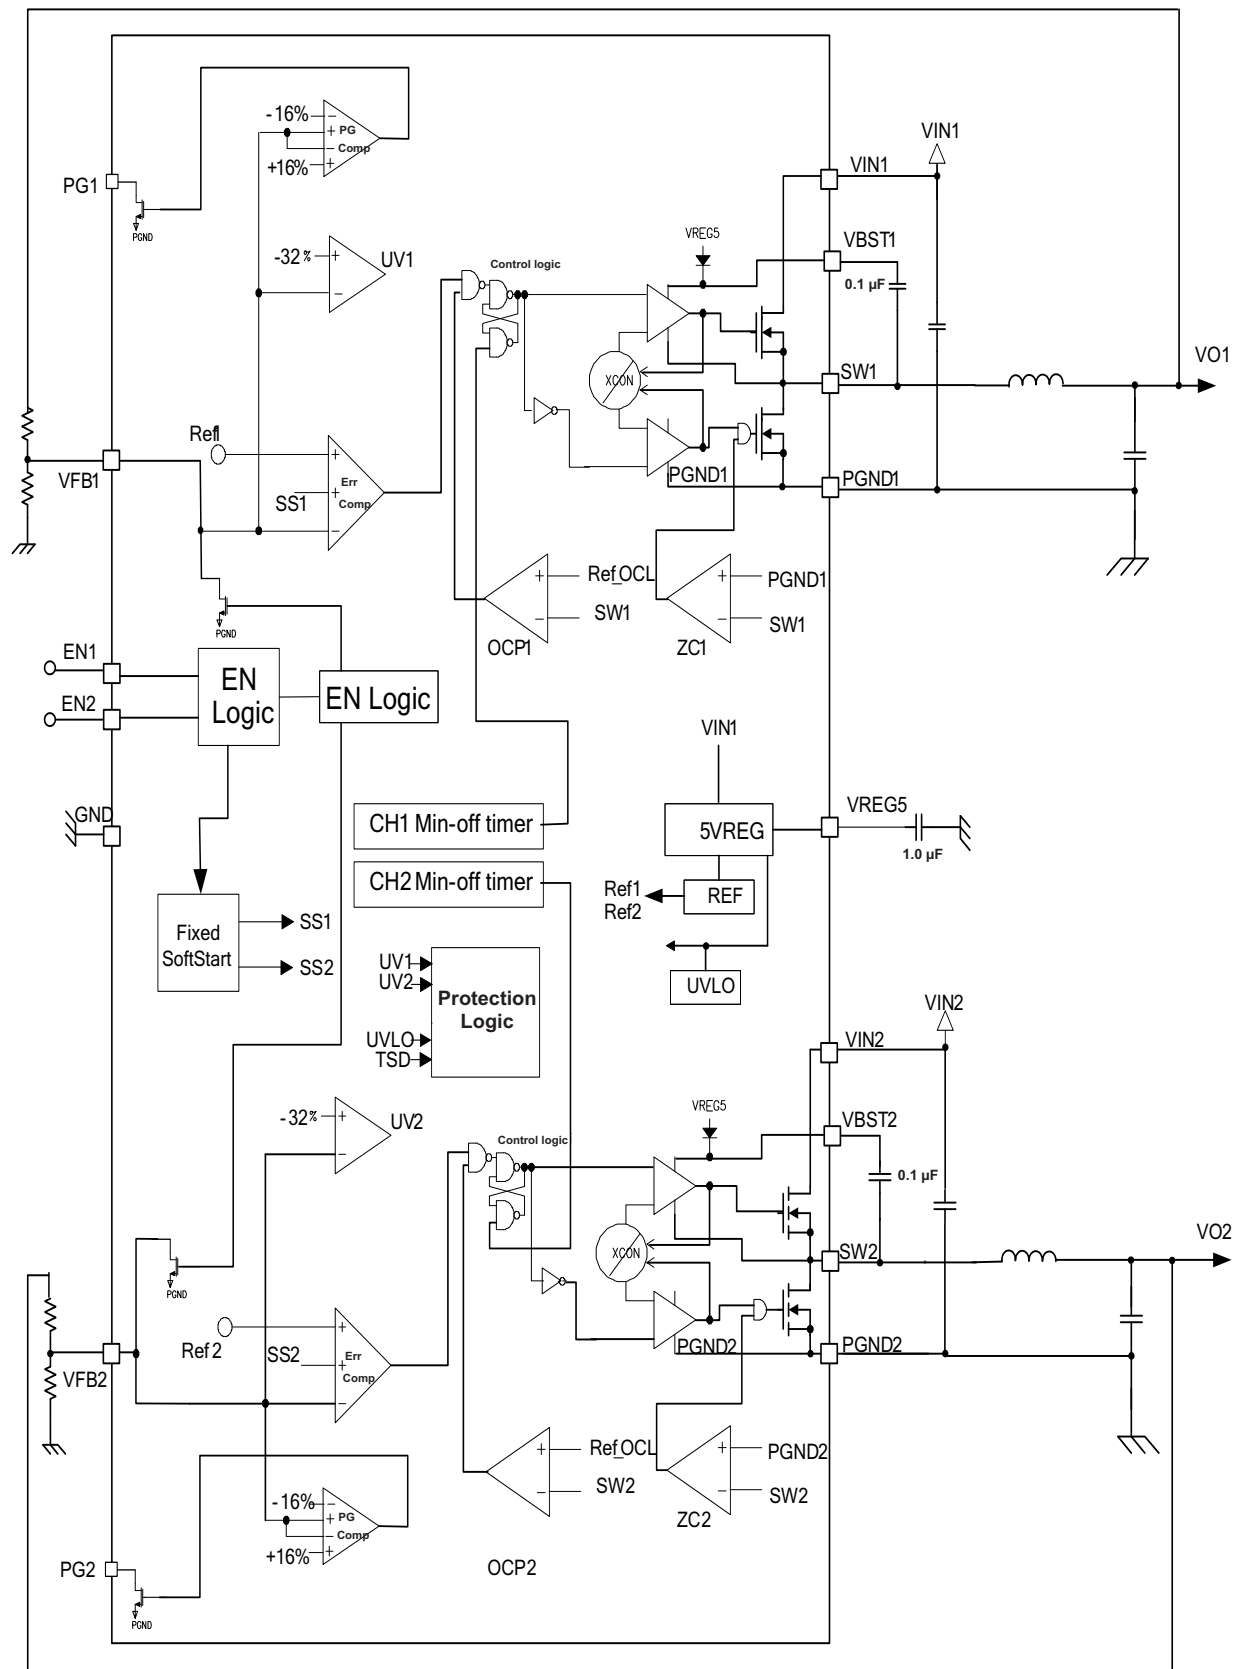 -16%
PG
Comp
+16%
VIN1
VIN1
PG1
PGND
VREG5
VBST1
-32%
UV1
Control logic
0.1 µF
XCON
SW1
VO1
Ref1
VFB1
Err
Comp
SS1
PGND1
PGND1
Ref_OCL
SW1
OCP1
PGND1
SW1
ZC1
PGND
EN1
EN2
EN
Logic
EN Logic
VIN1
GND
CH1 Min-off timer
5VREG
VREG5
1.0 µF
CH2 Min-off timer
Ref1
Ref2
REF
Fixed
SoftStart
SS1
SS2
UV1
UV2
Protection
Logic
UVLO
TSD
UVLO
VIN2
VIN2
-32%
UV2
VREG5
VBST2
Control logic
0.1 µF
XCON
SW2
VO2
PGND
Ref2
SS2
Err
Comp
PGND2
PGND2
VFB2
Ref_OCL
SW2
PGND2
SW2
ZC2
-16%
PG
Comp
+16%
OCP2
PG2
PGND